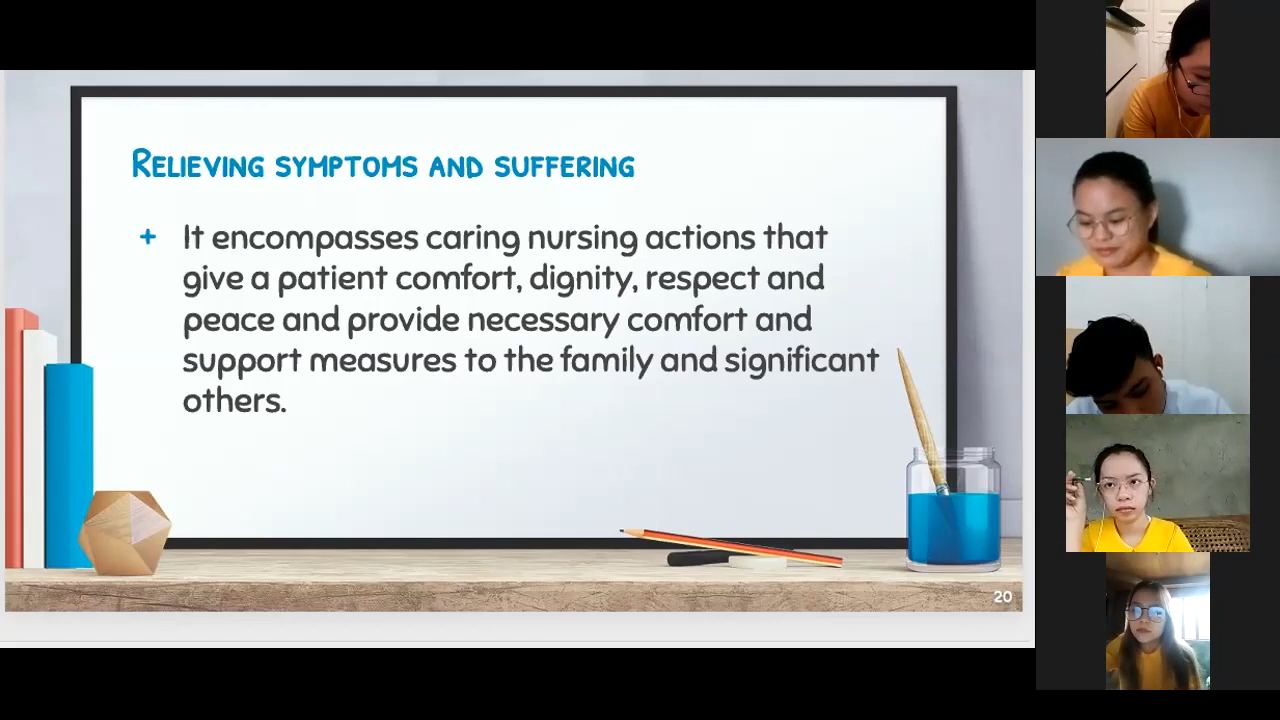 Relieving symptoms and suffering
+ It encompasses caring nursing actions that
give a patient comfort, dignity, respect and
peace and provide necessary comfort and
support measures to the family and significant
others.
20